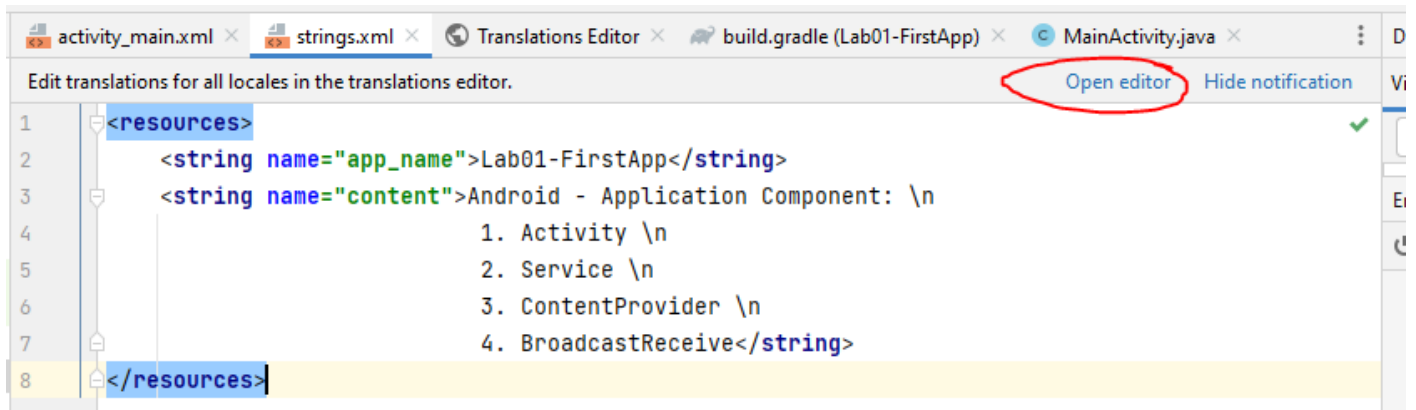 activity_main.xml strings.xml Translations Editor build.gradle (Lab01-FirstApp) MainActivity.java
Edit translations for all locales in the translations editor. Open editor Hide notification
1 <resources>
2 <string name="app_name">Lab01-FirstApp</string>
3 <string name="content">Android - Application Component: \n
4 1. Activity \n
5 2. Service \n
6 3. ContentProvider \n
7 4. BroadcastReceive</string>
8 </resources>